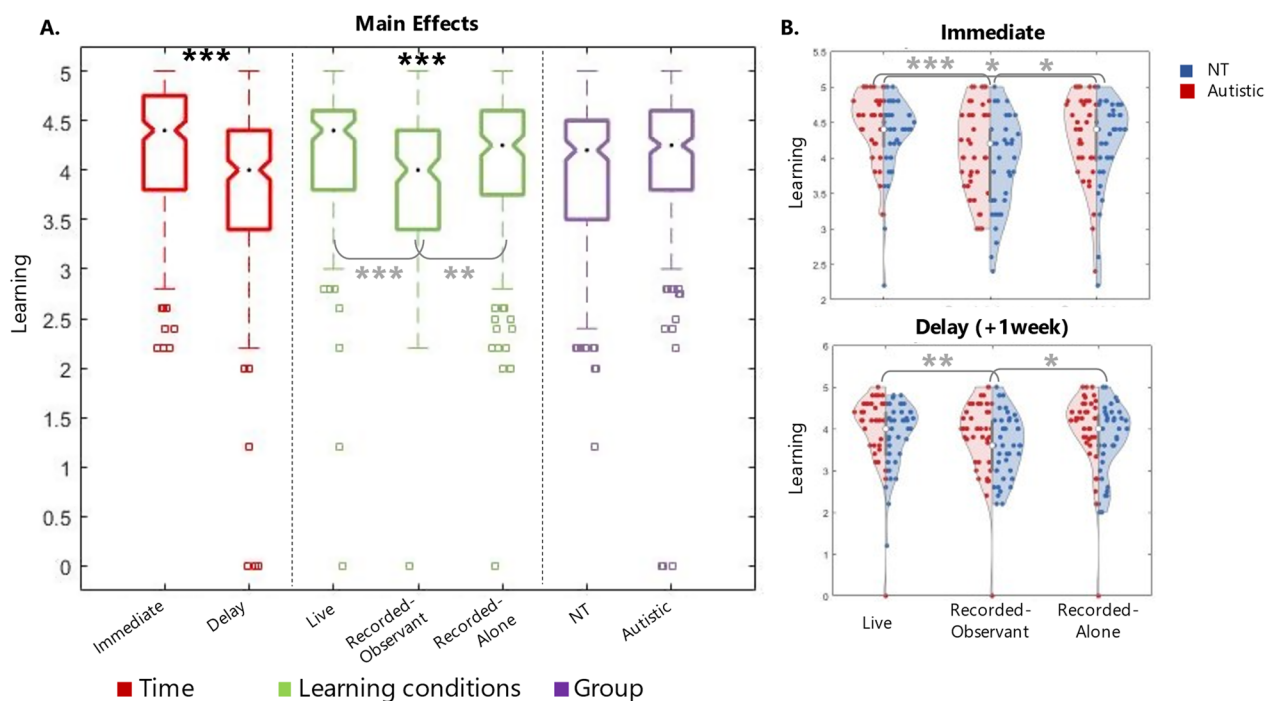 A.
Main Effects
***
***
5
4.5
4
3.5
3
2.5
2
1.5
1
0.5
0
Learning
***
**
Immediate
Delay
Live
Recorded-
Observant
Recorded-
Alone
NT
Autistic
Time
Learning conditions
Group
B.
Immediate
NT
Autistic
5.5
5
4.5
4
3.5
3
2.5
2
Learning
***
*
*
Delay (+1week)
6
5
4
3
2
1
0
Learning
**
*
Live
Recorded-
Observant
Recorded-
Alone